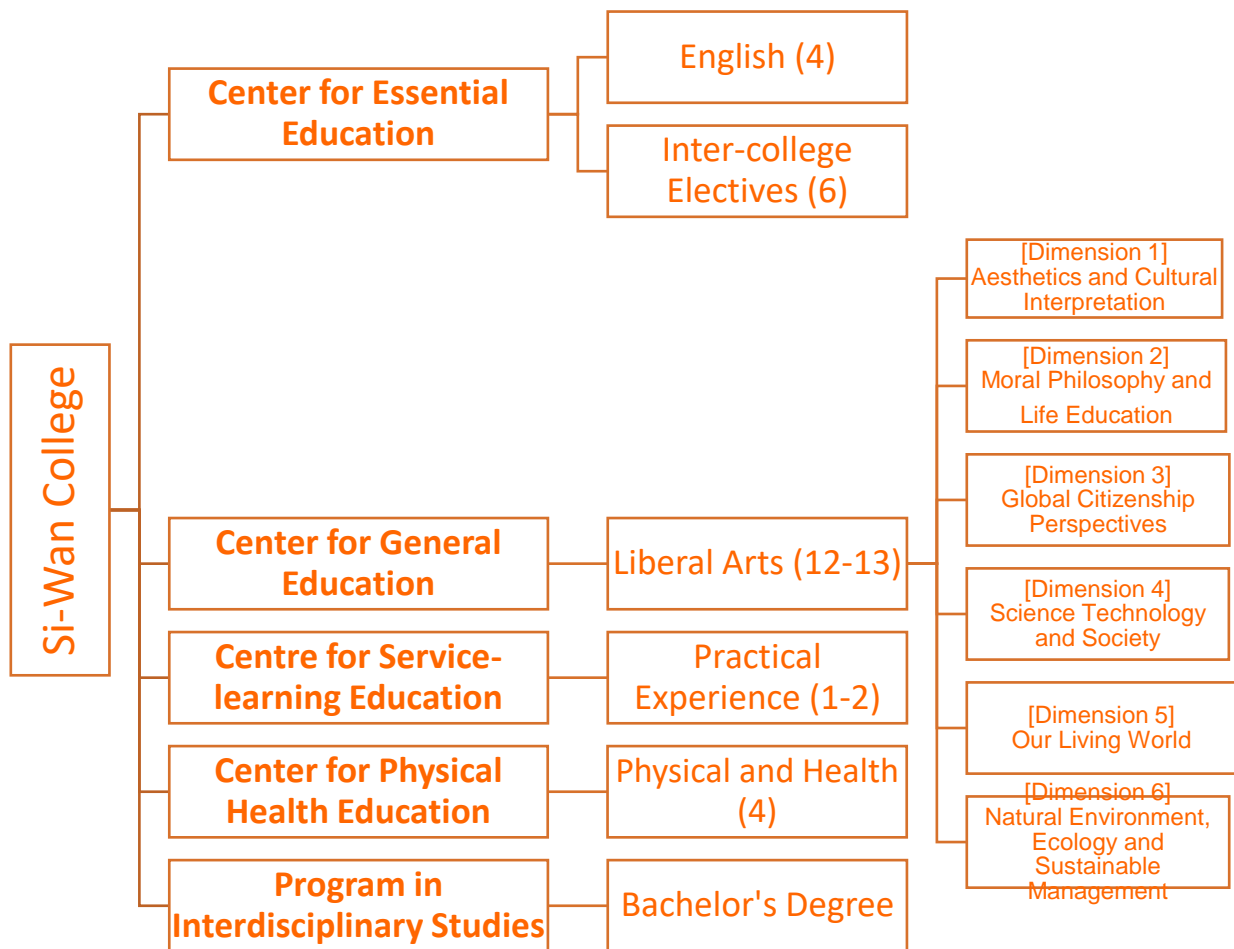 Si-Wan College
Center for Essential
Education
English (4)
Inter-college
Electives (6)
Center for General
Education
Liberal Arts (12-13)
[Dimension 1]
Aesthetics and Cultural
Interpretation
[Dimension 2]
Moral Philosophy and
Life Education
[Dimension 3]
Global Citizenship
Perspectives
[Dimension 4]
Science Technology
and Society
[Dimension 5]
Our Living World
[Dimension 6]
Natural Environment,
Ecology and
Sustainable
Management
Centre for Service-
learning Education
Practical
Experience (1-2)
Center for Physical
Health Education
Physical and Health
(4)
Program in
Interdisciplinary Studies
Bachelor's Degree